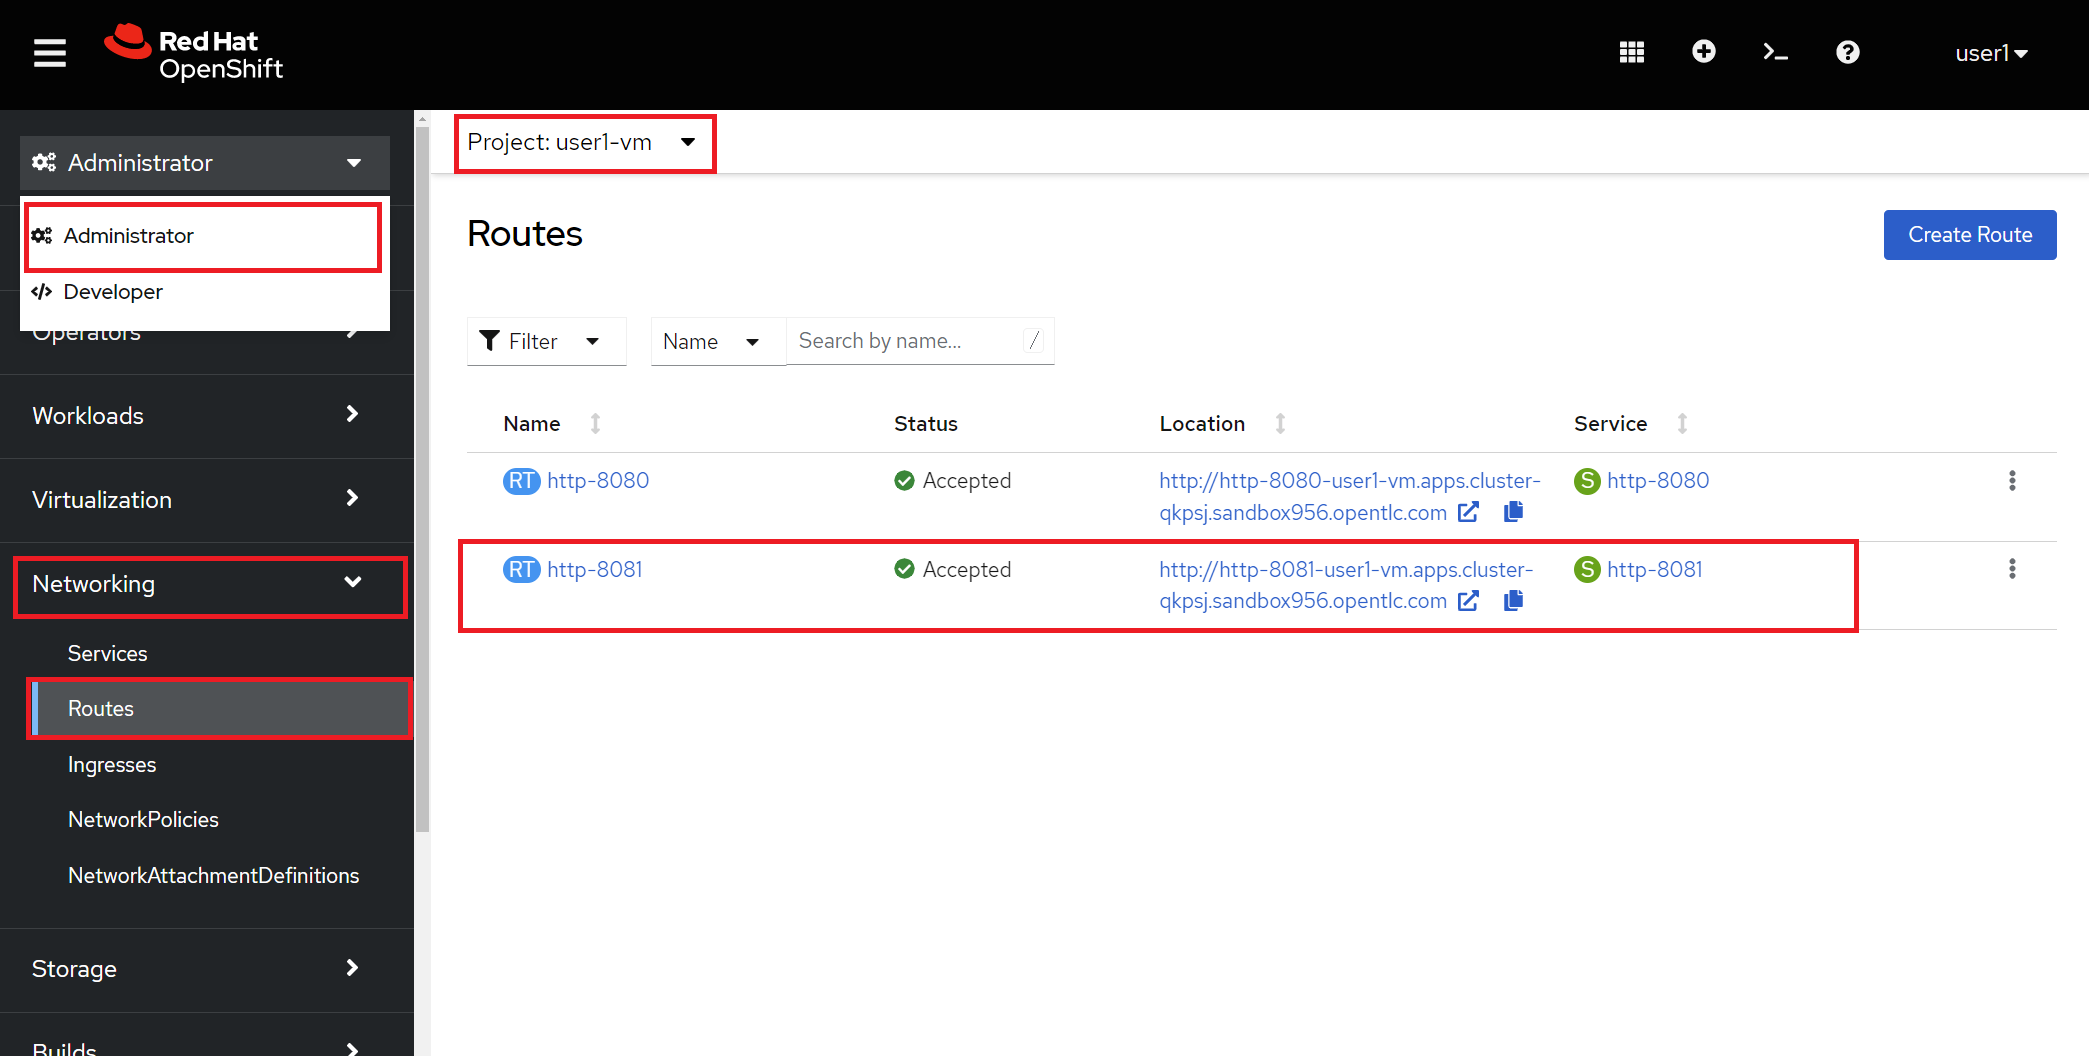 Red Hat
OpenShift
user1
Administrator
Administrator
Developer
Operators
Workloads
Virtualization
Networking
Services
Routes
Ingresses
NetworkPolicies
NetworkAttachmentDefinitions
Storage
Builds
Project: user1-vm
Routes
Create Route
Filter
Name
Search by name...
/
Name
Status
Location
Service
RT http-8080
Accepted
http://http-8080-user1-vm.apps.cluster-
qkpsj.sandbox956.opentlc.com
S http-8080
RT http-8081
Accepted
http://http-8081-user1-vm.apps.cluster-
qkpsj.sandbox956.opentlc.com
S http-8081